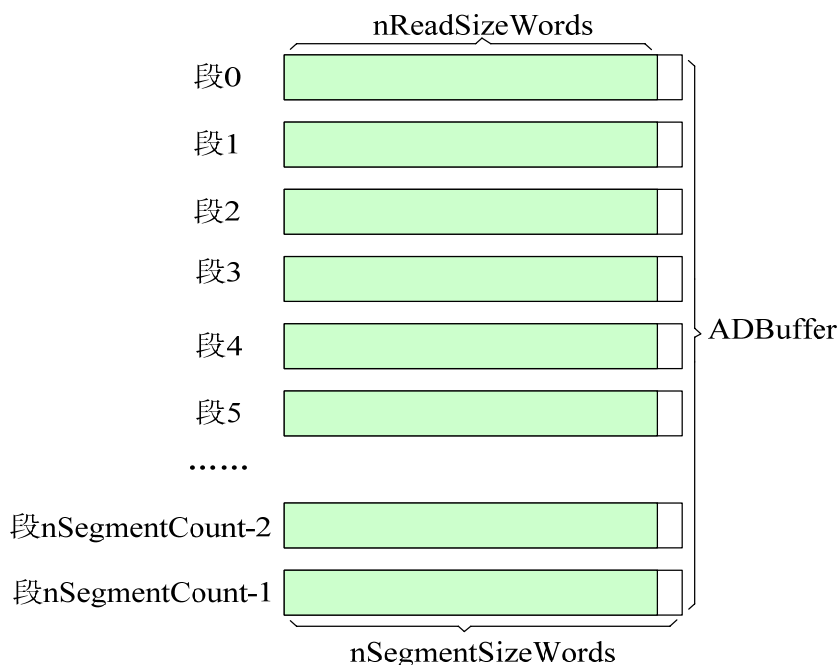 nReadSizeWords
段0
段1
段2
段3
段4
ADBuffer
段5
……
段nSegmentCount-2
段nSegmentCount-1
nSegmentSizeWords